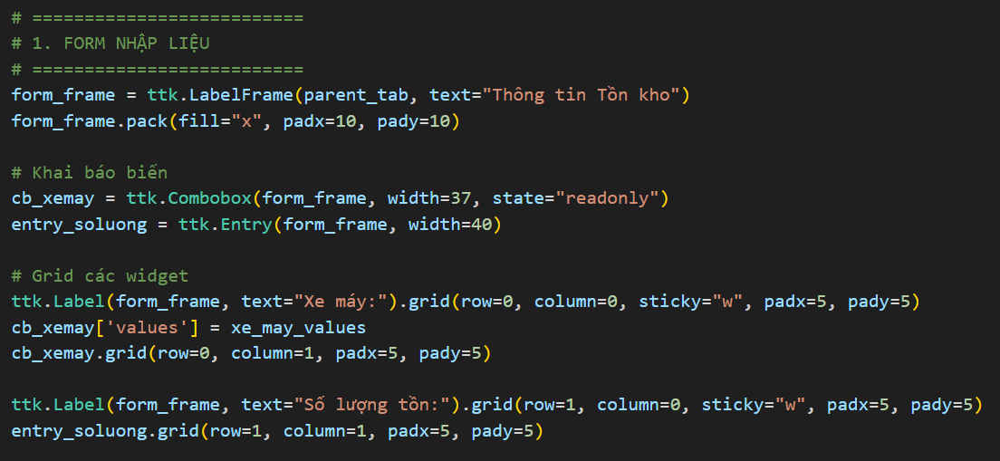 # ==========================
# 1. FORM NHẬP LIỆU
# ==========================
form_frame = ttk.LabelFrame(parent_tab, text="Thông tin Tồn kho")
form_frame.pack(fill="x", padx=10, pady=10)
# Khai báo biến
cb_xemay = ttk.Combobox(form_frame, width=37, state="readonly")
entry_soluong = ttk.Entry(form_frame, width=40)
# Grid các widget
ttk.Label(form_frame, text="Xe máy:").grid(row=0, column=0, sticky="w", padx=5, pady=5)
cb_xemay['values'] = xe_may_values
cb_xemay.grid(row=0, column=1, padx=5, pady=5)
ttk.Label(form_frame, text="Số lượng tồn:").grid(row=1, column=0, sticky="w", padx=5, pady=5)
entry_soluong.grid(row=1, column=1, padx=5, pady=5)